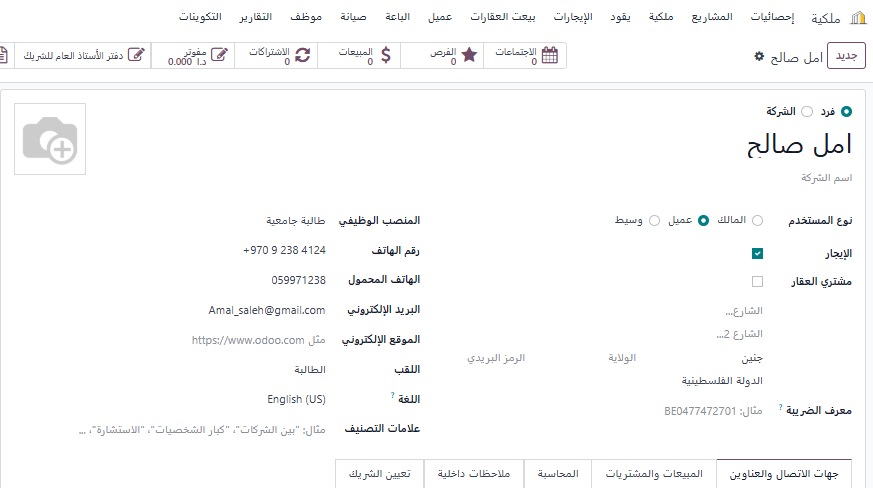 ملكية إحصائيات المشاريع ملكية يقود الإيجارات بيعت العقارات عميل الباعة صيانة موظف التقارير التكوينات
جديد امل صالح
الاجتماعات 0
الفرص 0
المبيعات 0
الاشتراكات 0
مفوتر 0.000 د.ا
دفتر الأستاذ العام للشريك
فرد الشركة
امل صالح
اسم الشركة
نوع المستخدم المالك عميل وسيط
الإيجار
مشتري العقار
الشارع...
الشارع 2...
جنين الولاية الرمز البريدي
الدولة الفلسطينية
معرف الضريبة ? مثال: BE0477472701
المنصب الوظيفي طالبة جامعية
رقم الهاتف +970 9 238 4124
الهاتف المحمول 059971238
البريد الإلكتروني Amal_saleh@gmail.com
الموقع الإلكتروني مثل https://www.odoo.com
اللقب الطالبة
اللغة ? English (US)
علامات التصنيف مثال: "بين الشركات"، "كبار الشخصيات"، "الاستشارة"، ...
جهات الاتصال والعناوين المبيعات والمشتريات المحاسبة ملاحظات داخلية تعيين الشريك